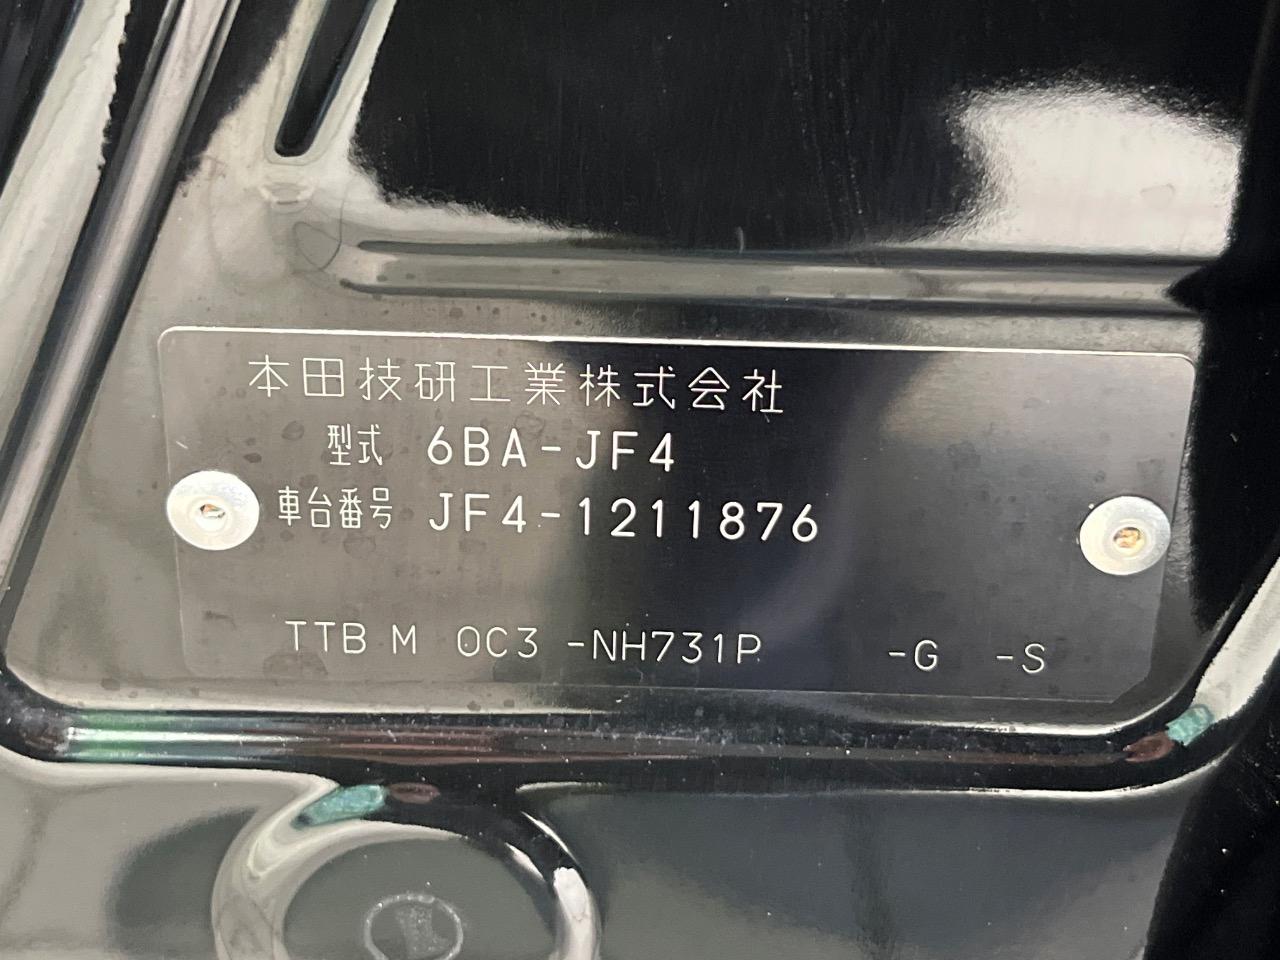 本田技研工業株式会社
型式 6BA-JF4
車台番号 JF4-1211876
TTB M 0C3 -NH731P -G -S